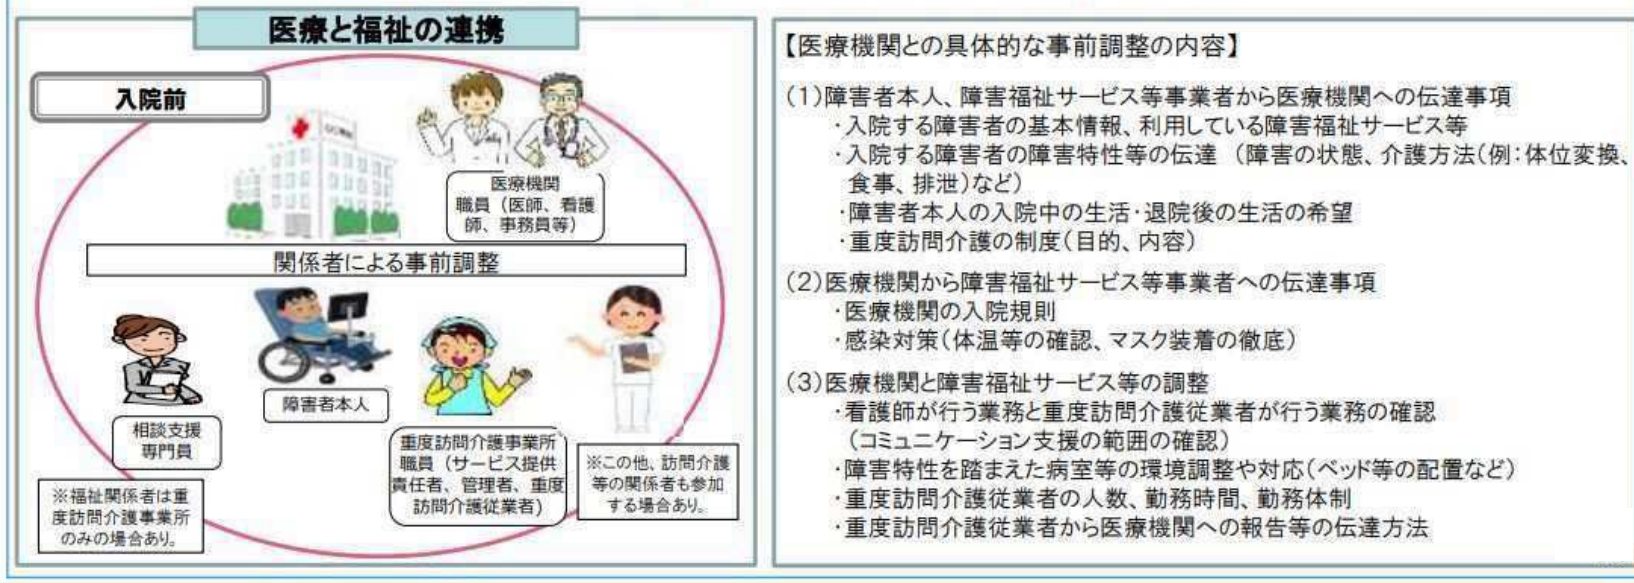 医療と福祉の連携
入院前
医療機関
職員（医師、看護
師、事務員等）
関係者による事前調整
相談支援
専門員
障害者本人
重度訪問介護事業所
職員（サービス提供
責任者、管理者、重度
訪問介護従業者)
※この他、訪問介護
等の関係者も参加
する場合あり。
※福祉関係者は重
度訪問介護事業所
のみの場合あり。
【医療機関との具体的な事前調整の内容】
(1)障害者本人、障害福祉サービス等事業者から医療機関への伝達事項
・入院する障害者の基本情報、利用している障害福祉サービス等
・入院する障害者の障害特性等の伝達 （障害の状態、介護方法(例：体位変換、
食事、排泄)など)
・障害者本人の入院中の生活・退院後の生活の希望
・重度訪問介護の制度(目的、内容)
(2)医療機関から障害福祉サービス等事業者への伝達事項
・医療機関の入院規則
・感染対策(体温等の確認、マスク装着の徹底)
(3)医療機関と障害福祉サービス等の調整
・看護師が行う業務と重度訪問介護従業者が行う業務の確認
（コミュニケーション支援の範囲の確認）
・障害特性を踏まえた病室等の環境調整や対応(ベッド等の配置など)
・重度訪問介護従業者の人数、勤務時間、勤務体制
・重度訪問介護従業者から医療機関への報告等の伝達方法